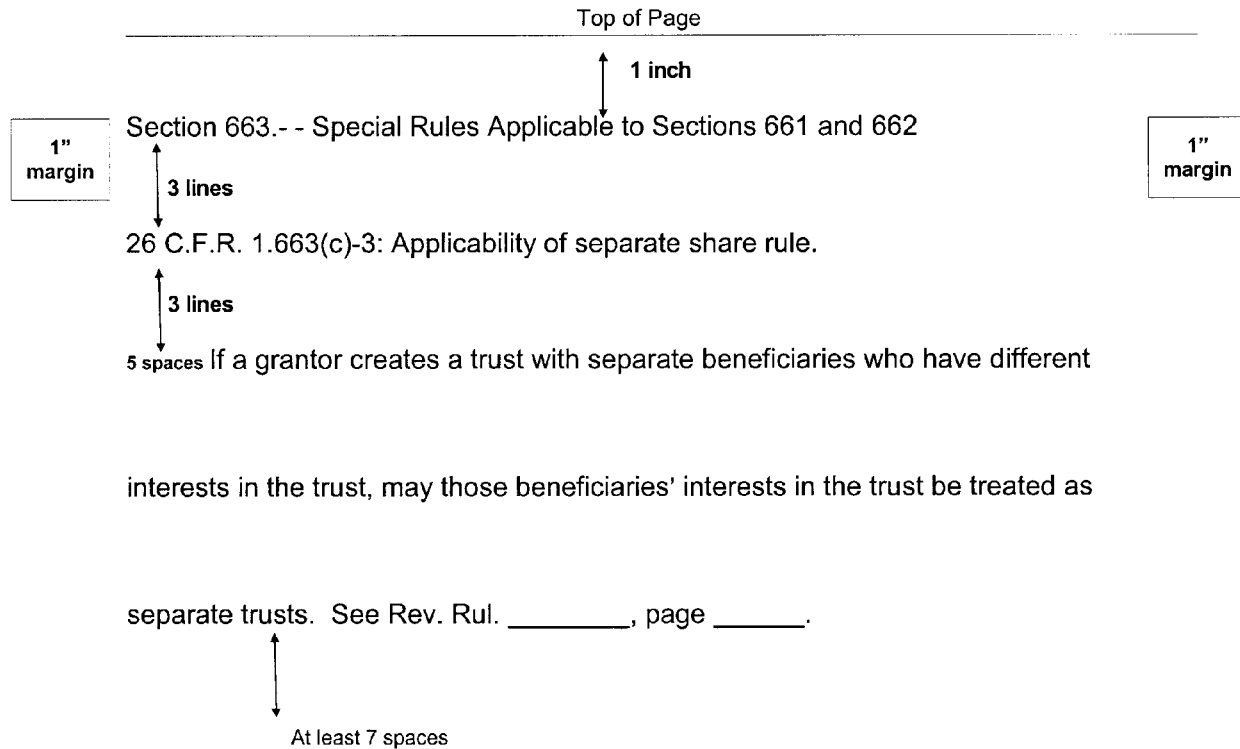 Top of Page
1 inch
Section 663.- - Special Rules Applicable to Sections 661 and 662
1”
margin
1”
margin
3 lines
26 C.F.R. 1.663(c)-3: Applicability of separate share rule.
3 lines
5 spaces If a grantor creates a trust with separate beneficiaries who have different
interests in the trust, may those beneficiaries’ interests in the trust be treated as
separate trusts.  See Rev. Rul. ________, page ______.
At least 7 spaces